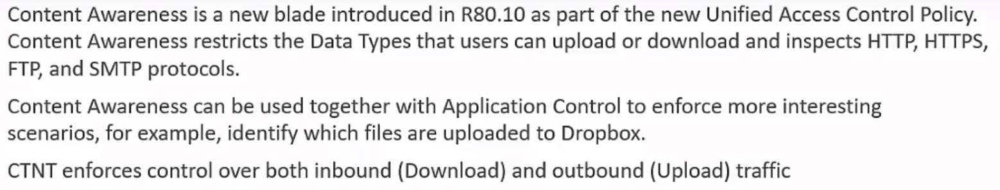 Content Awareness is a new blade introduced in R80.10 as part of the new Unified Access Control Policy.
Content Awareness restricts the Data Types that users can upload or download and inspects HTTP, HTTPS,
FTP, and SMTP protocols.
Content Awareness can be used together with Application Control to enforce more interesting
scenarios, for example, identify which files are uploaded to Dropbox.
CTNT enforces control over both inbound (Download) and outbound (Upload) traffic